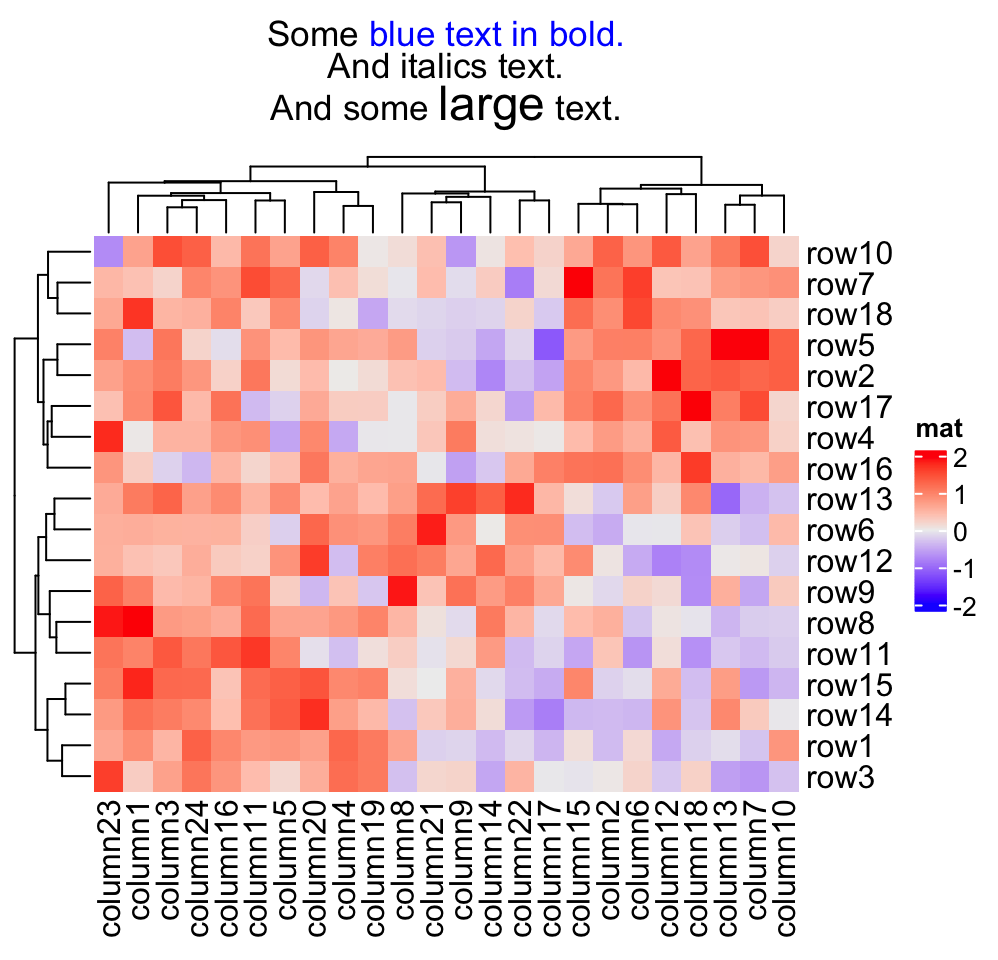 Some blue text in bold.
And italics text.
And some large text.
row10
row7
row18
row5
row2
row17
row4
row16
row13
row6
row12
row9
row8
row11
row15
row14
row1
row3
mat
2
1
0
-1
-2
column23
column1
column3
column24
column16
column11
column5
column20
column4
column19
column8
column21
column9
column14
column22
column17
column15
column2
column6
column12
column18
column13
column7
column10